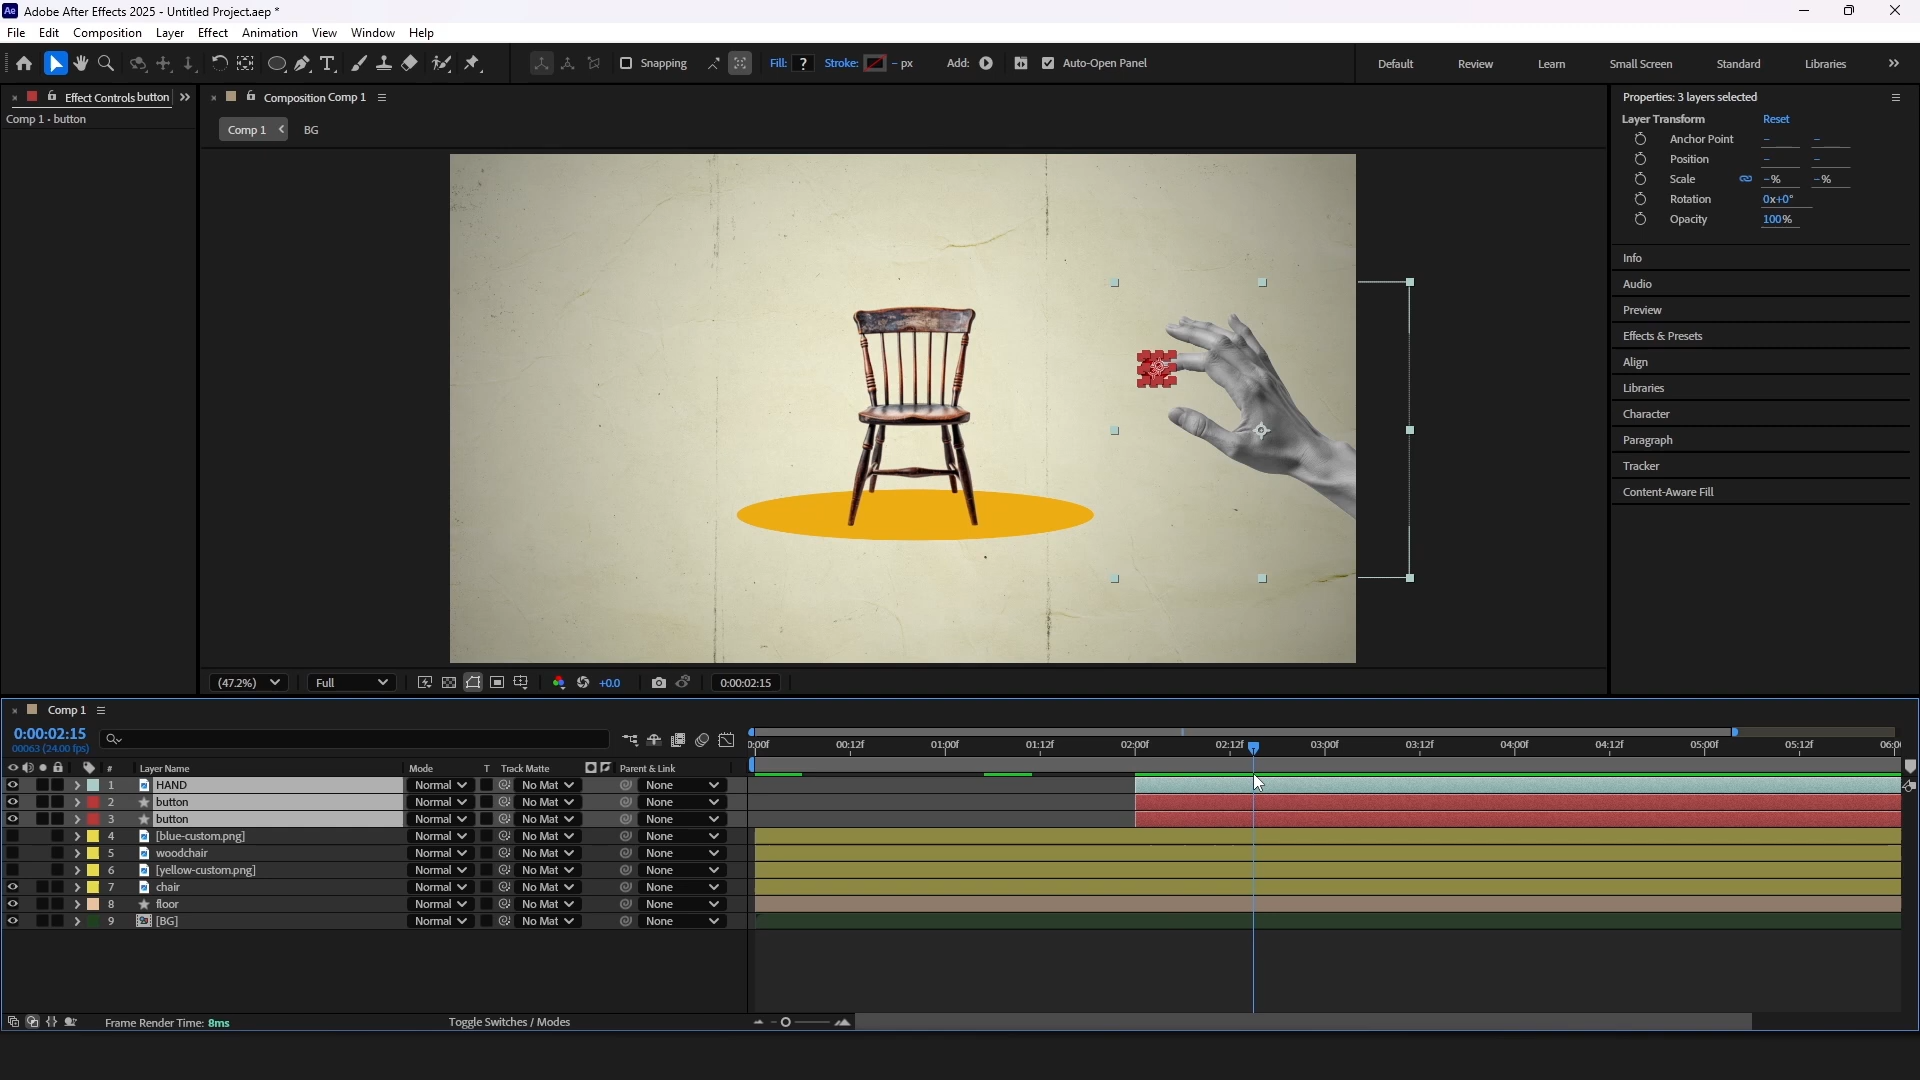 Ae Adobe After Effects 2025 - Untitled Project.aep *
File Edit Composition Layer Effect Animation View Window Help
Snapping Fill: ? Stroke: - px Add: Auto-Open Panel Default Review Learn Small Screen Standard Libraries
Effect Controls button
Comp 1 • button
Composition Comp 1
Comp 1 BG
Properties: 3 layers selected
Layer Transform Reset
Anchor Point - -
Position - -
Scale -% -%
Rotation 0x+0°
Opacity 100%
Info
Audio
Preview
Effects & Presets
Align
Libraries
Character
Paragraph
Tracker
Content-Aware Fill
(47.2%) Full +0.0 0:00:02:15
Comp 1
0:00:02:15
00063 (24.00 fps)
00f 00:12f 01:00f 01:12f 02:00f 02:12f 03:00f 03:12f 04:00f 04:12f 05:00f 05:12f 06:0
# Layer Name Mode T Track Matte Parent & Link
1 HAND Normal No Mat None
2 button Normal No Mat None
3 button Normal No Mat None
4 [blue-custom.png] Normal No Mat None
5 woodchair Normal No Mat None
6 [yellow-custom.png] Normal No Mat None
7 chair Normal No Mat None
8 floor Normal No Mat None
9 [BG] Normal No Mat None
Frame Render Time: 8ms Toggle Switches / Modes